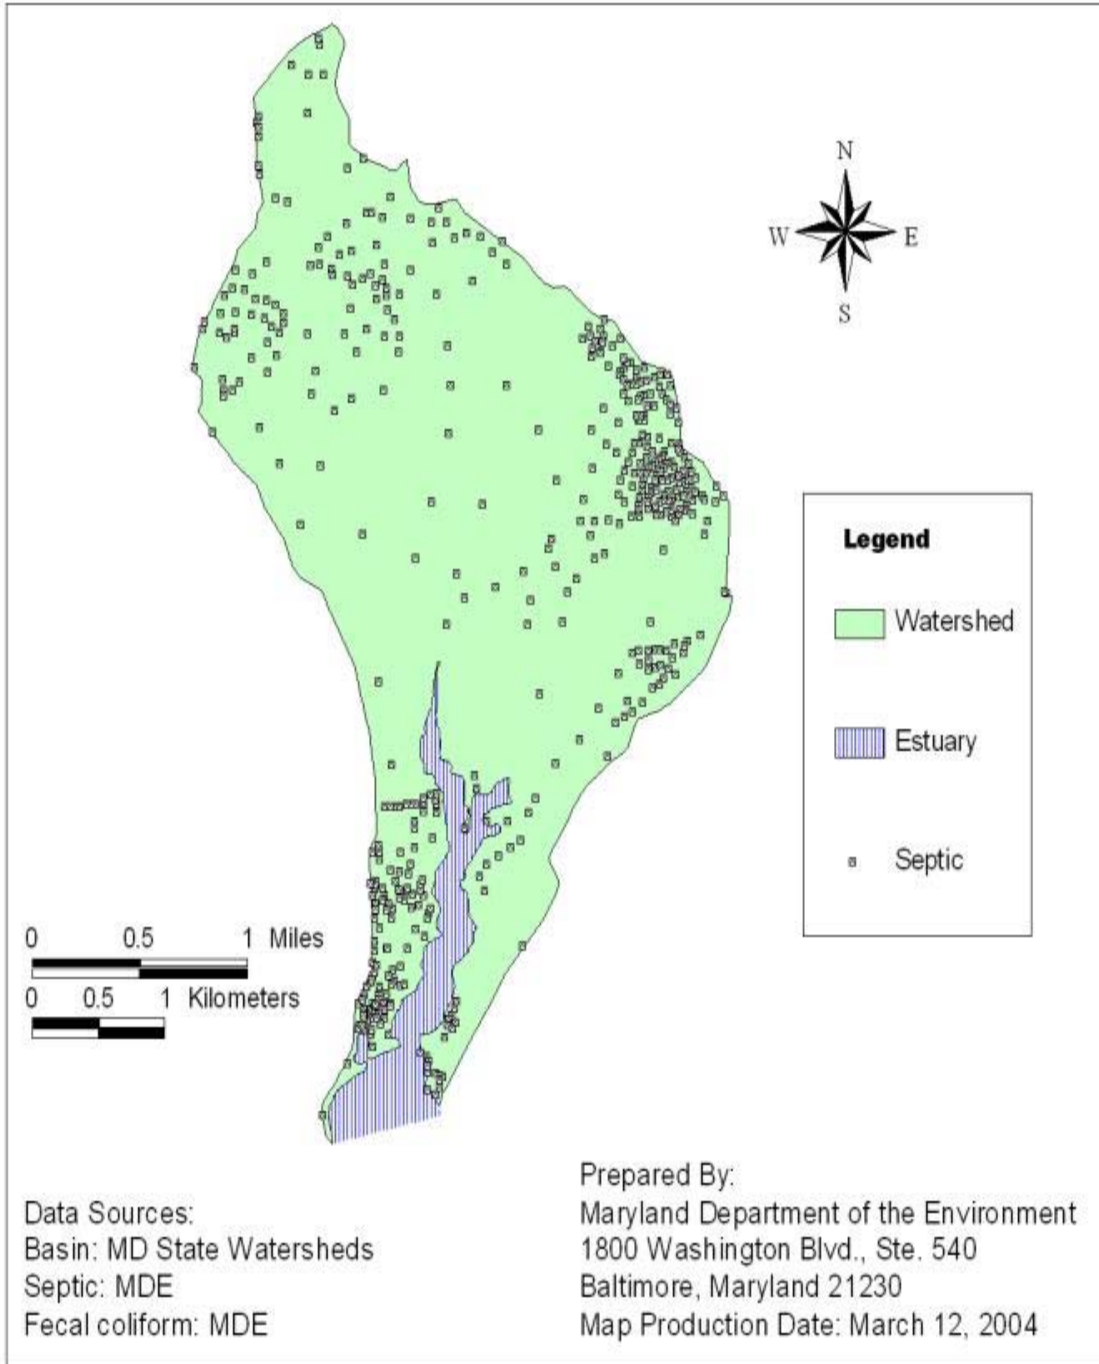 N
W E
S
Legend
Watershed
Estuary
Septic
0 0.5 1 Miles
0 0.5 1 Kilometers
Data Sources:
Basin: MD State Watersheds
Septic: MDE
Fecal coliform: MDE
Prepared By:
Maryland Department of the Environment
1800 Washington Blvd., Ste. 540
Baltimore, Maryland 21230
Map Production Date: March 12, 2004